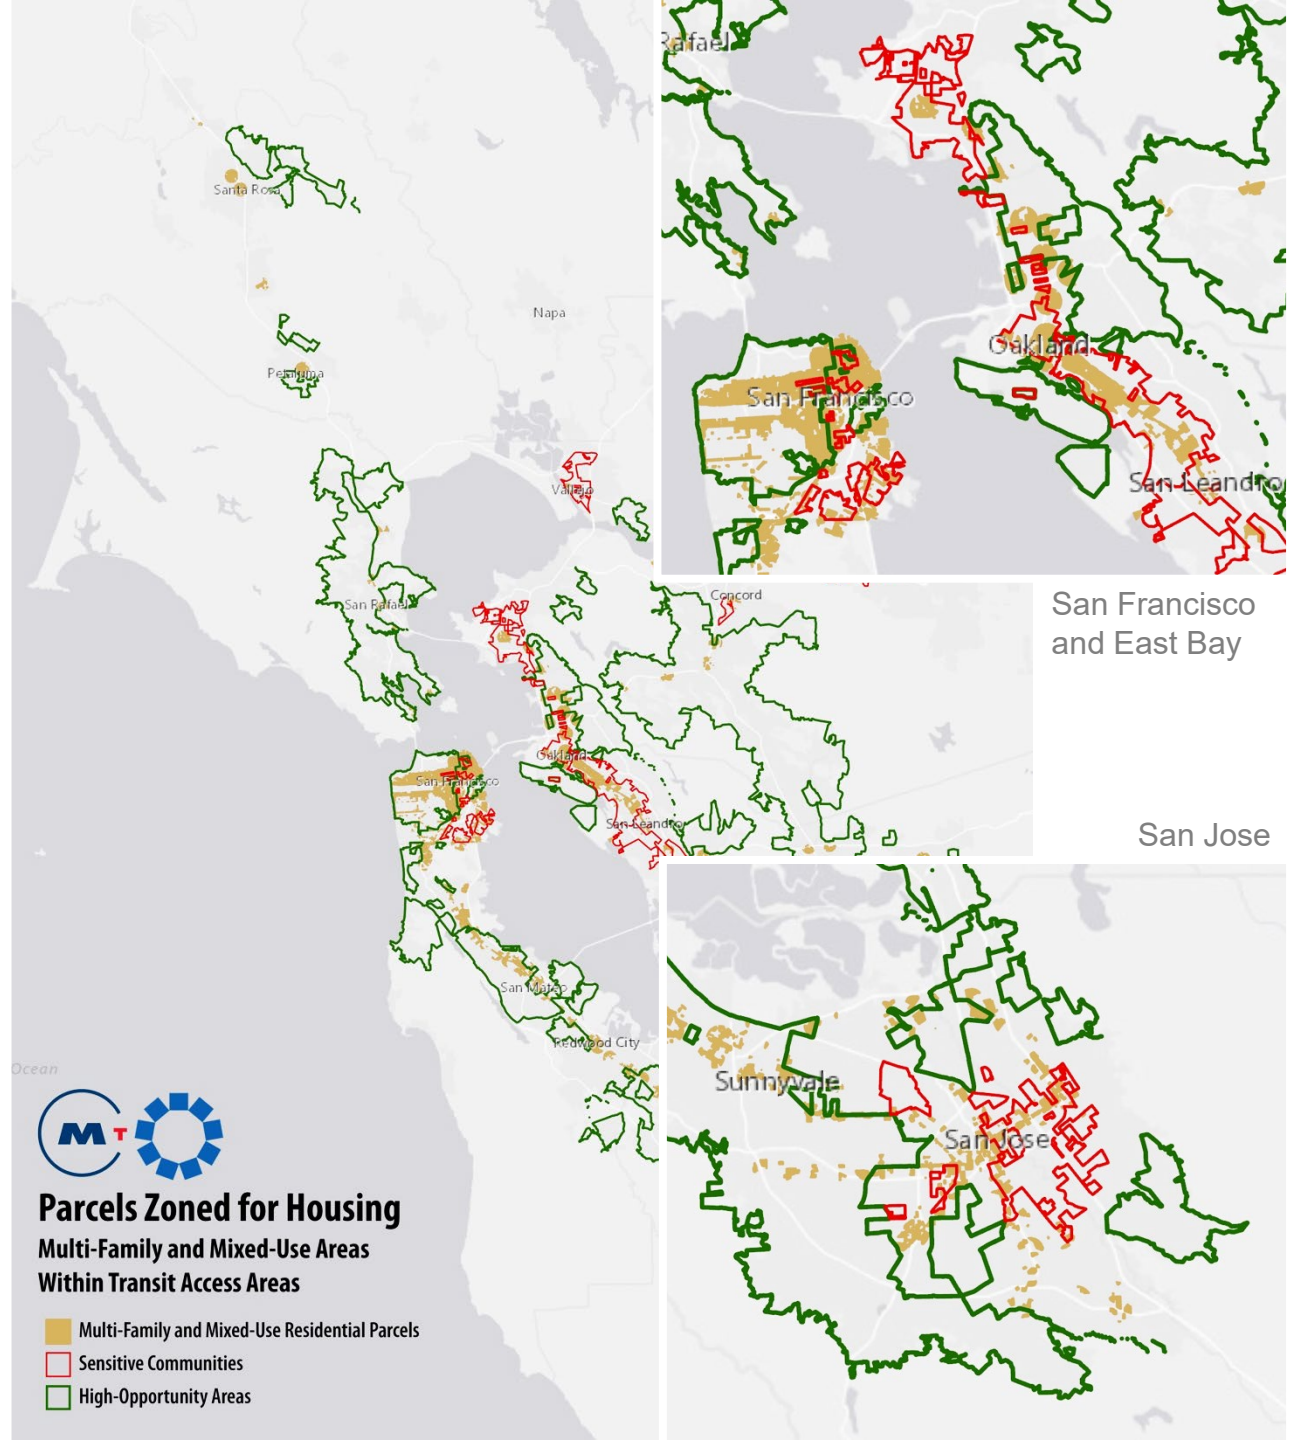 Rafael
San Francisco
Oakland
San Leandro
Santa Rosa
Napa
Petaluma
Vallejo
San Rafael
Concord
San Francisco
and East Bay
Oakland
San Francisco
San Leandro
San Jose
San Mateo
Redwood City
Ocean
Sunnyvale
San Jose
M T
Parcels Zoned for Housing
Multi-Family and Mixed-Use Areas
Within Transit Access Areas
Multi-Family and Mixed-Use Residential Parcels
Sensitive Communities
High-Opportunity Areas